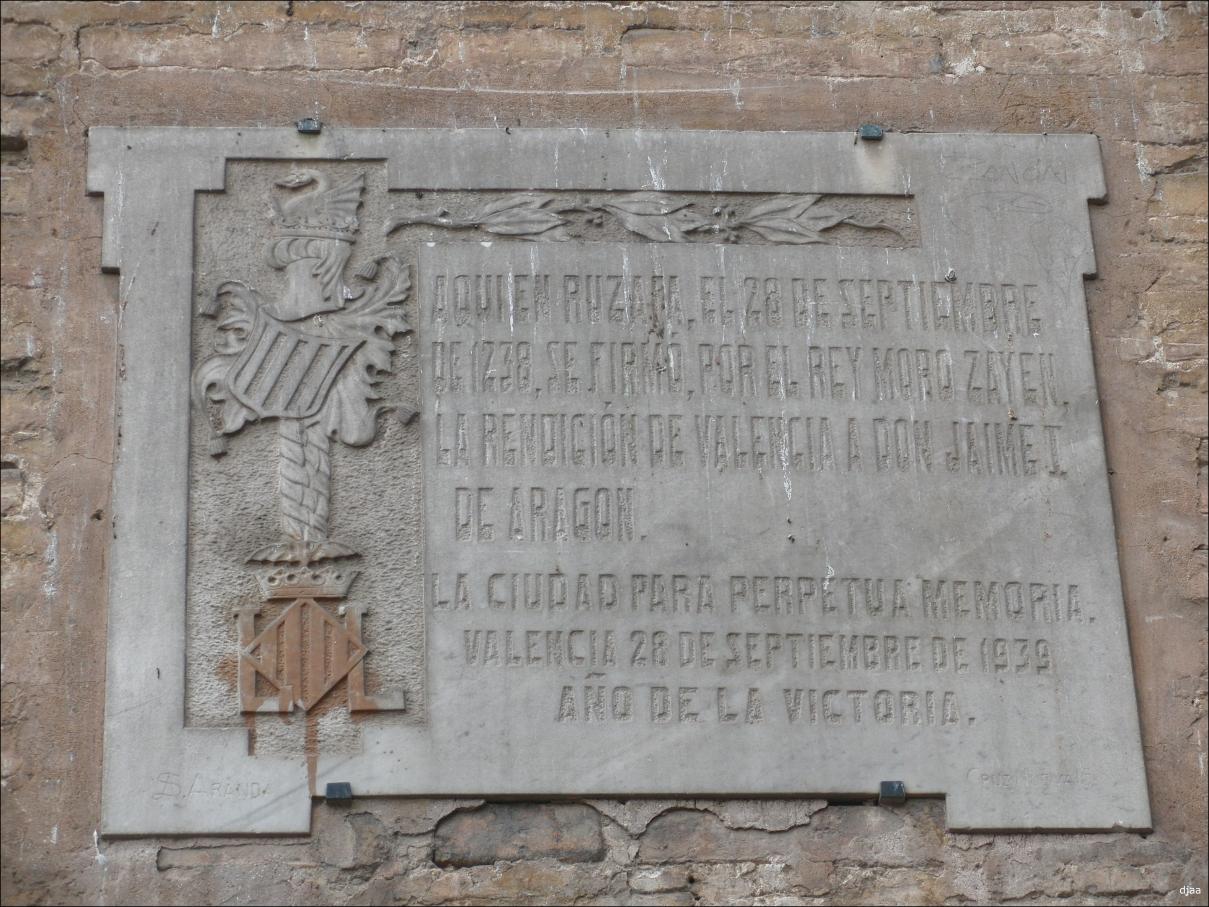 AQUI EN RUZAFA, EL 28 DE SEPTIEMBRE
DE 1238, SE FIRMÓ, POR EL REY MORO ZAYEN,
LA RENDICIÓN DE VALENCIA A DON JAIME I.
DE ARAGON.
LA CIUDAD PARA PERPETUA MEMORIA.
VALENCIA 28 DE SEPTIEMBRE DE 1939
AÑO DE LA VICTORIA.
L L
S. ARANDA
djaa